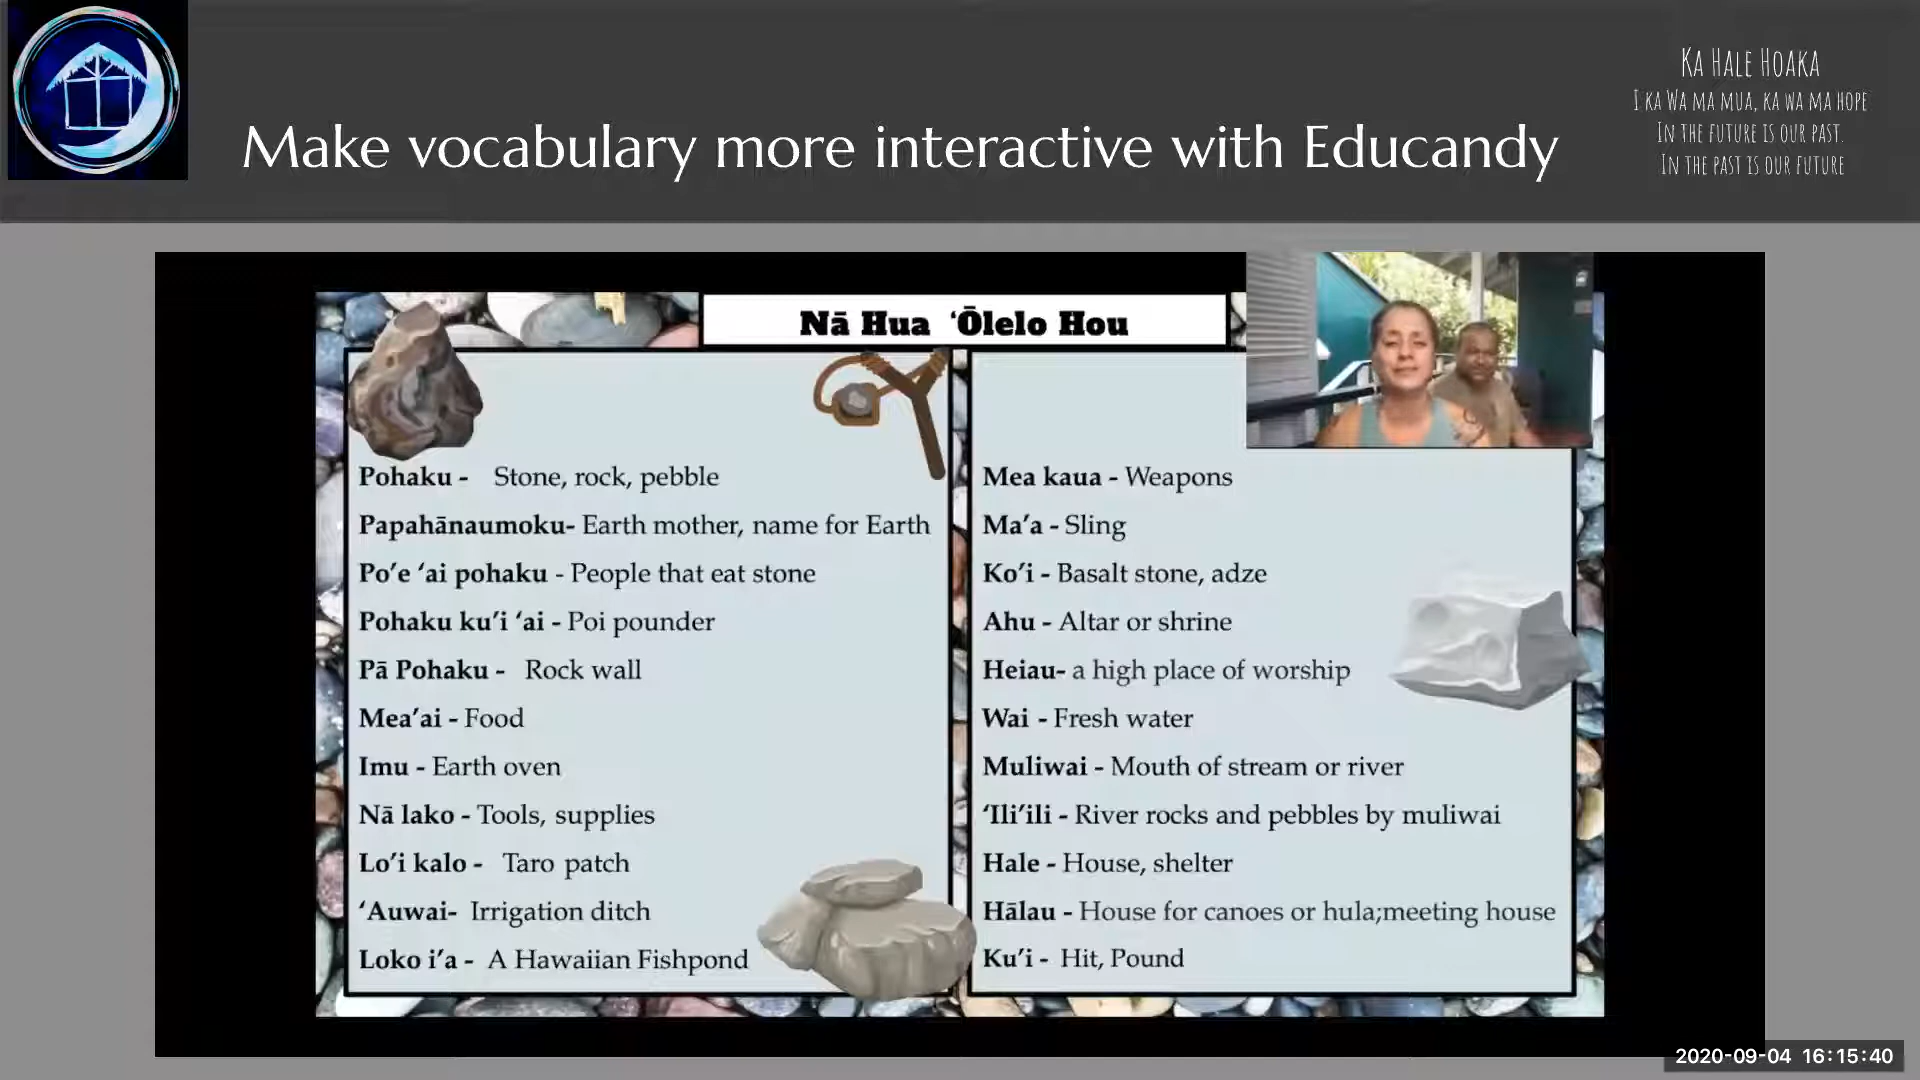 Make vocabulary more interactive with Educandy
KA HALE HOAKA
I KA WA MA MUA, KA WA MA HOPE
IN THE FUTURE IS OUR PAST.
IN THE PAST IS OUR FUTURE
Nā Hua ʻŌlelo Hou
Pohaku - Stone, rock, pebble
Papahānaumoku- Earth mother, name for Earth
Po’e ‘ai pohaku - People that eat stone
Pohaku ku’i ‘ai - Poi pounder
Pā Pohaku - Rock wall
Mea’ai - Food
Imu - Earth oven
Nā lako - Tools, supplies
Lo’i kalo - Taro patch
‘Auwai- Irrigation ditch
Loko i’a - A Hawaiian Fishpond
Mea kaua - Weapons
Ma’a - Sling
Ko’i - Basalt stone, adze
Ahu - Altar or shrine
Heiau- a high place of worship
Wai - Fresh water
Muliwai - Mouth of stream or river
‘Ili’ili - River rocks and pebbles by muliwai
Hale - House, shelter
Hālau - House for canoes or hula;meeting house
Ku’i - Hit, Pound
2020-09-04 16:15:40